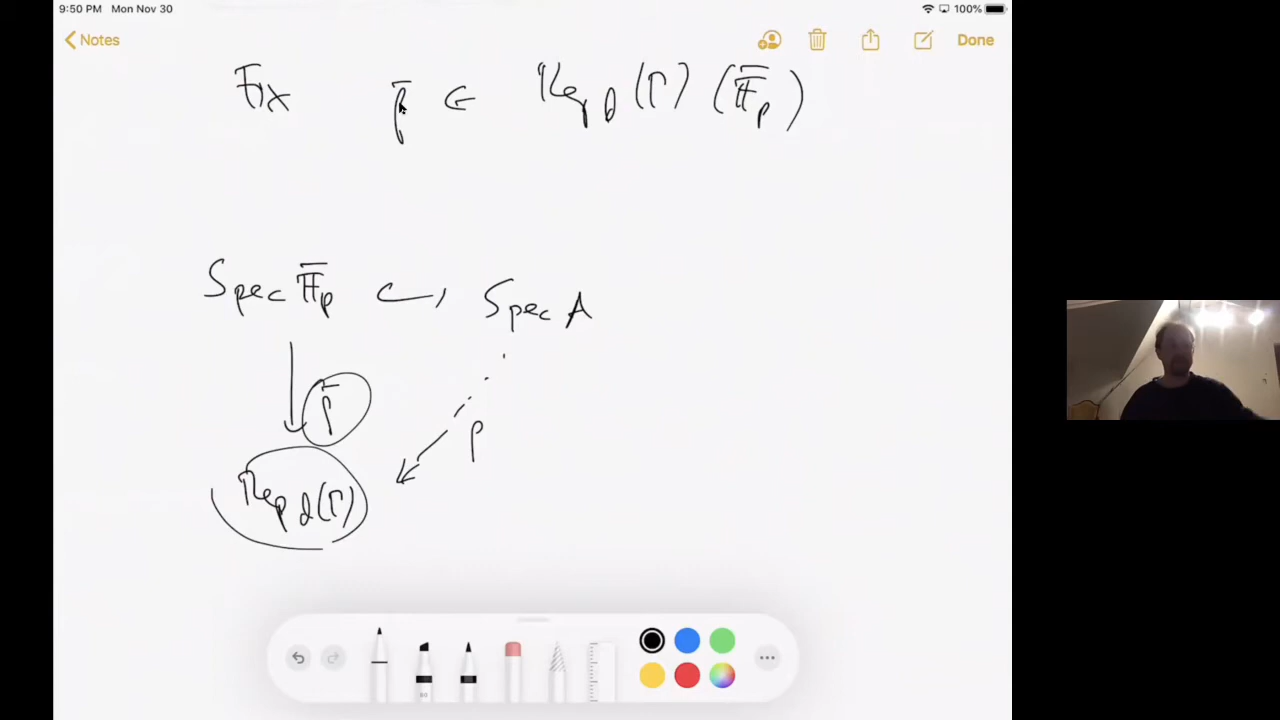 9:50 PM Mon Nov 30
100%
Notes
Done
Fix ρ̄ ∈ Rep_d(Γ)(F̄_p)
Spec F̄_p ↪ Spec A
ρ̄
ρ
Rep_d(Γ)